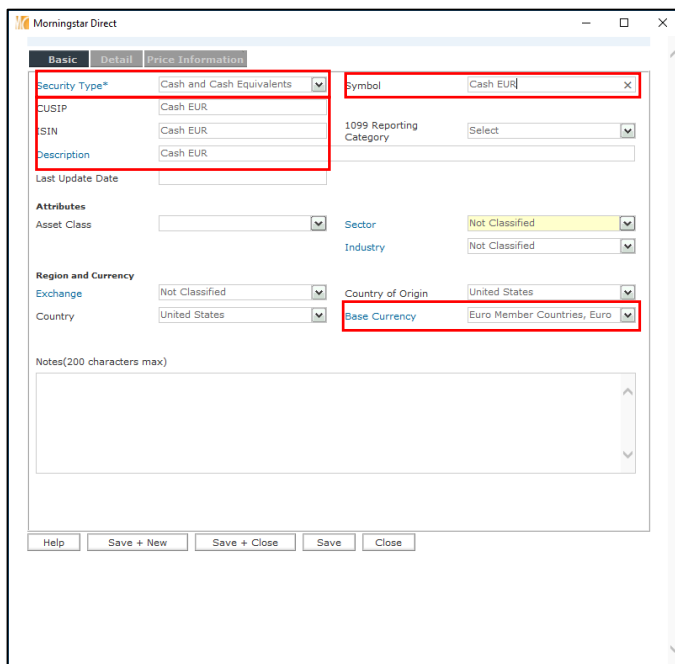 Morningstar Direct
Basic Detail Price Information
Security Type* Cash and Cash Equivalents Symbol Cash EUR
CUSIP Cash EUR
ISIN Cash EUR 1099 Reporting Category Select
Description Cash EUR
Last Update Date
Attributes
Asset Class Sector Not Classified
Industry Not Classified
Region and Currency
Exchange Not Classified Country of Origin United States
Country United States Base Currency Euro Member Countries, Euro
Notes(200 characters max)
Help Save + New Save + Close Save Close